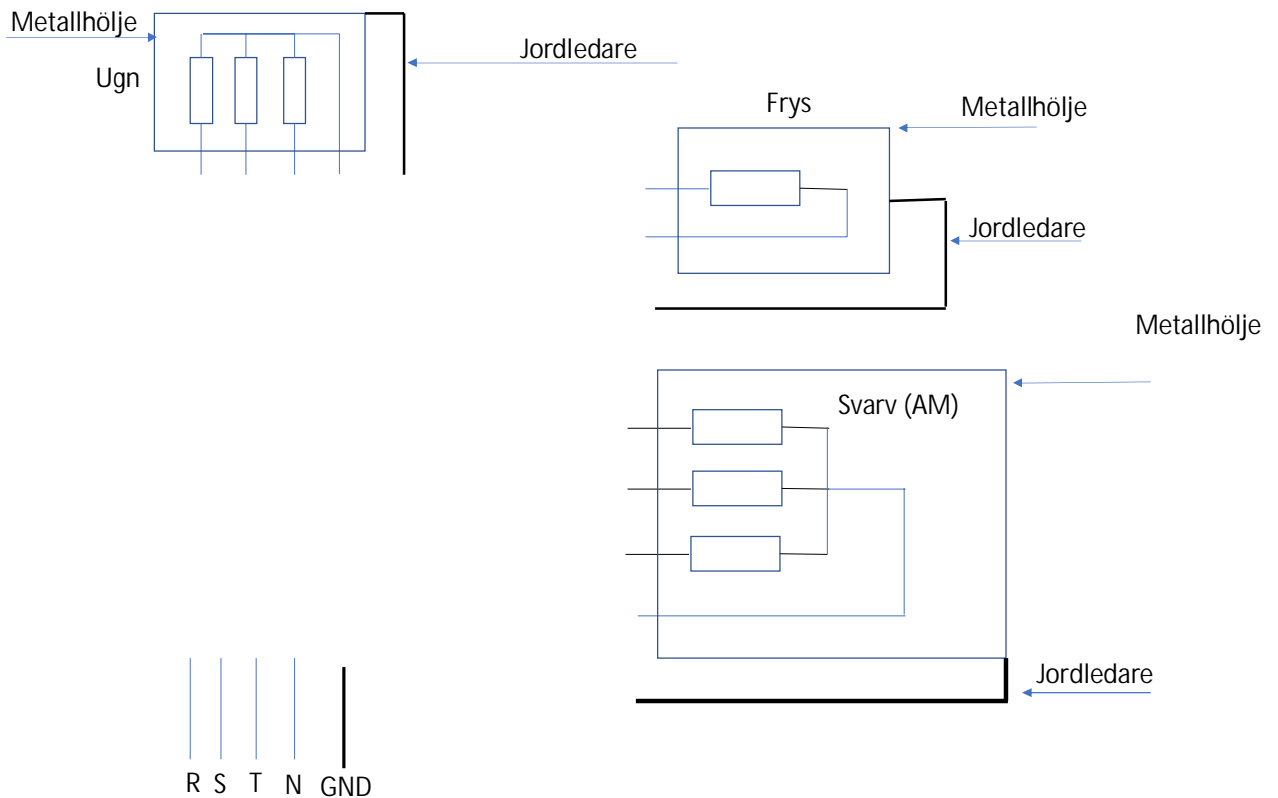 Metallhölje
Ugn
Jordledare
Frys
Metallhölje
Jordledare
Metallhölje
Svarv (AM)
Jordledare
R S T N GND